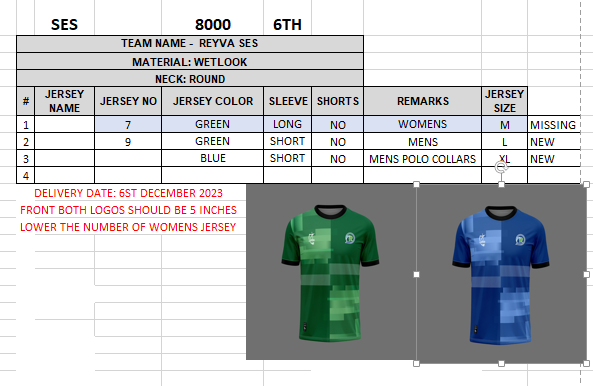 SES 8000 6TH
TEAM NAME - REYVA SES
MATERIAL: WETLOOK
NECK: ROUND
# JERSEY NAME JERSEY NO JERSEY COLOR SLEEVE SHORTS REMARKS JERSEY SIZE
1 7 GREEN LONG NO WOMENS M MISSING
2 9 GREEN SHORT NO MENS L NEW
3 BLUE SHORT NO MENS POLO COLLARS XL NEW
4
DELIVERY DATE: 6ST DECEMBER 2023
FRONT BOTH LOGOS SHOULD BE 5 INCHES
LOWER THE NUMBER OF WOMENS JERSEY